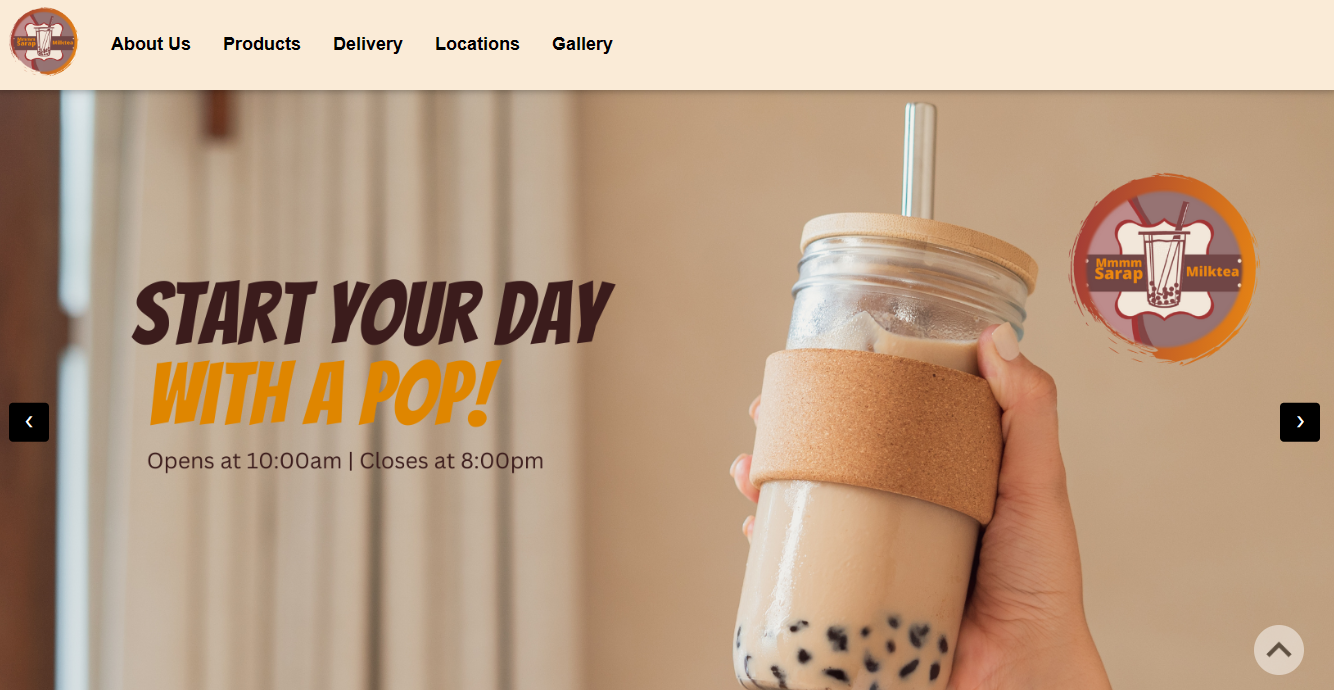 Mmmm
Sarap Milktea
About Us Products Delivery Locations Gallery
START YOUR DAY
WITH A POP!
Opens at 10:00am | Closes at 8:00pm
Mmmm
Sarap Milktea